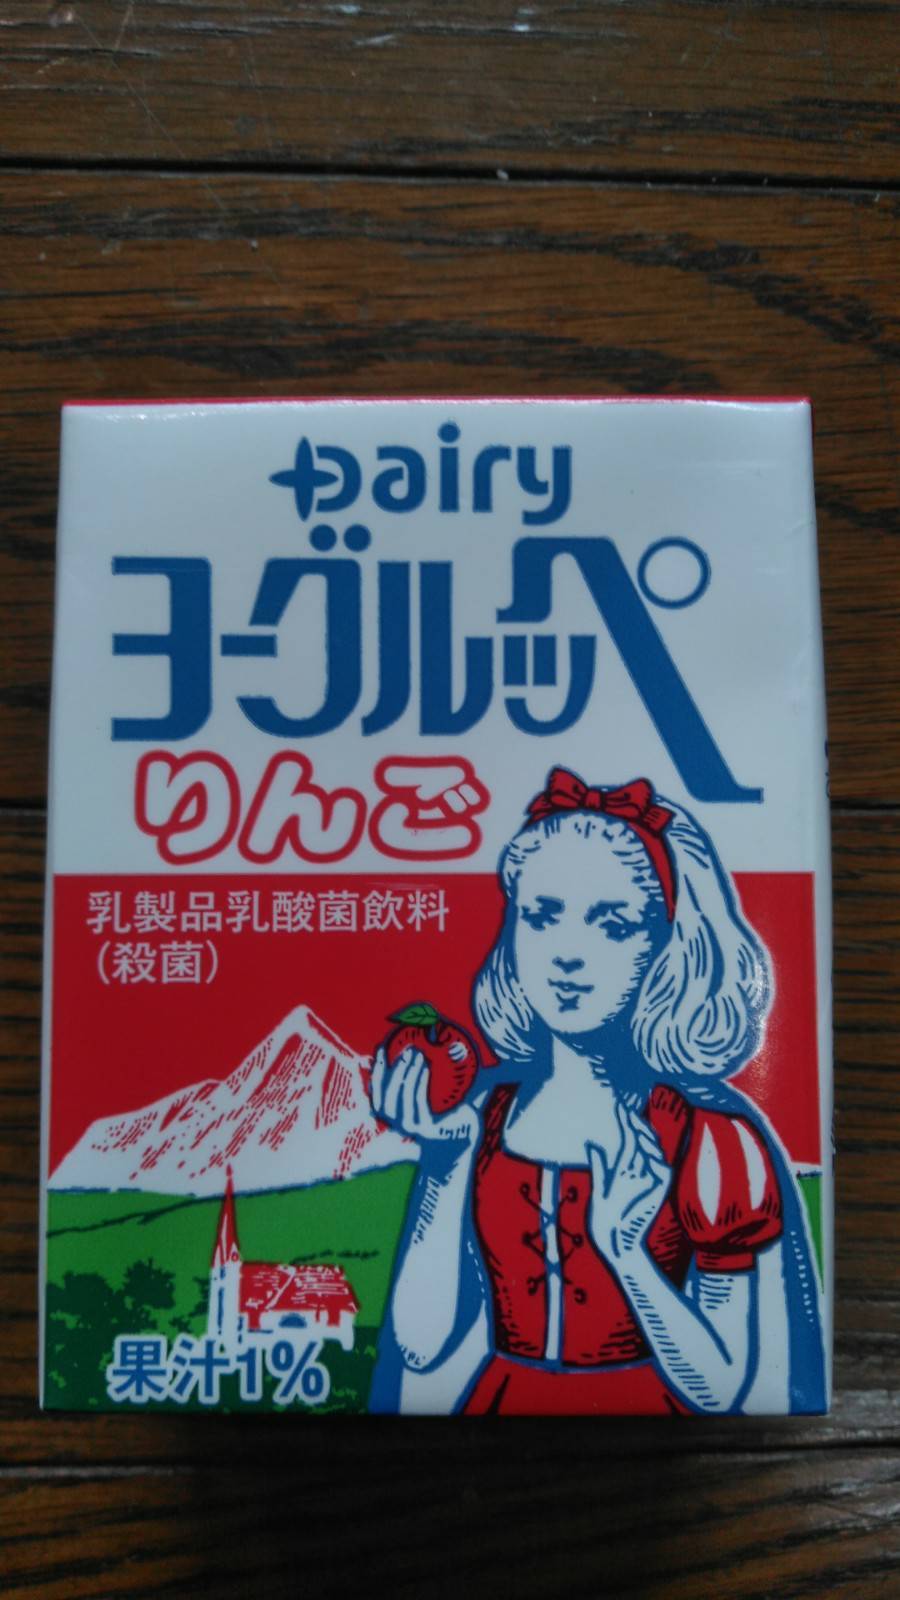 Dairy
ヨーグルッペ
りんご
乳製品乳酸菌飲料
(殺菌)
果汁1%